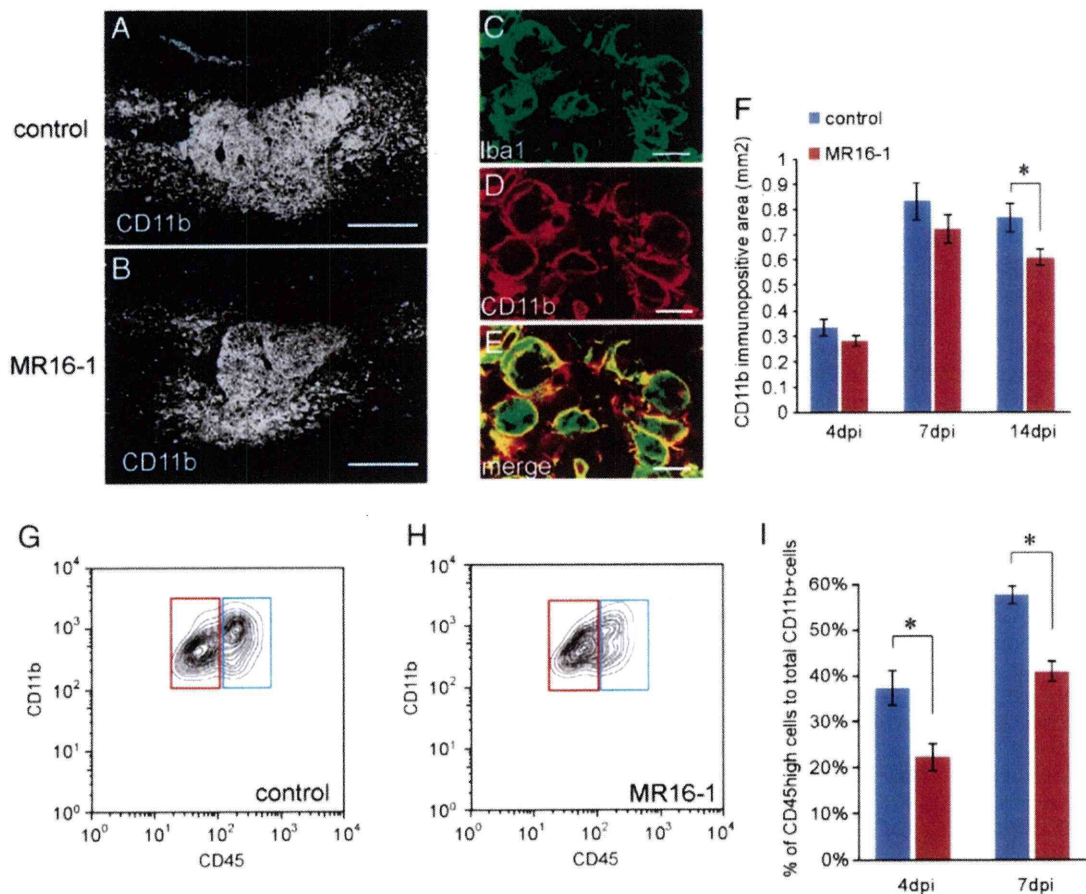 A
control
CD11b
B
MR16-1
CD11b
C
Iba1
D
CD11b
E
merge
F
control
MR16-1
CD11b immunopositive area (mm2)
1
0.9
0.8
0.7
0.6
0.5
0.4
0.3
0.2
0.1
0
*
4dpi
7dpi
14dpi
G
CD11b
10^4
10^3
10^2
10^1
10^0
control
10^0
10^1
10^2
10^3
10^4
CD45
H
CD11b
10^4
10^3
10^2
10^1
10^0
MR16-1
10^0
10^1
10^2
10^3
10^4
CD45
I
% of CD45high cells to total CD11b+cells
60%
50%
40%
30%
20%
10%
0%
*
*
4dpi
7dpi